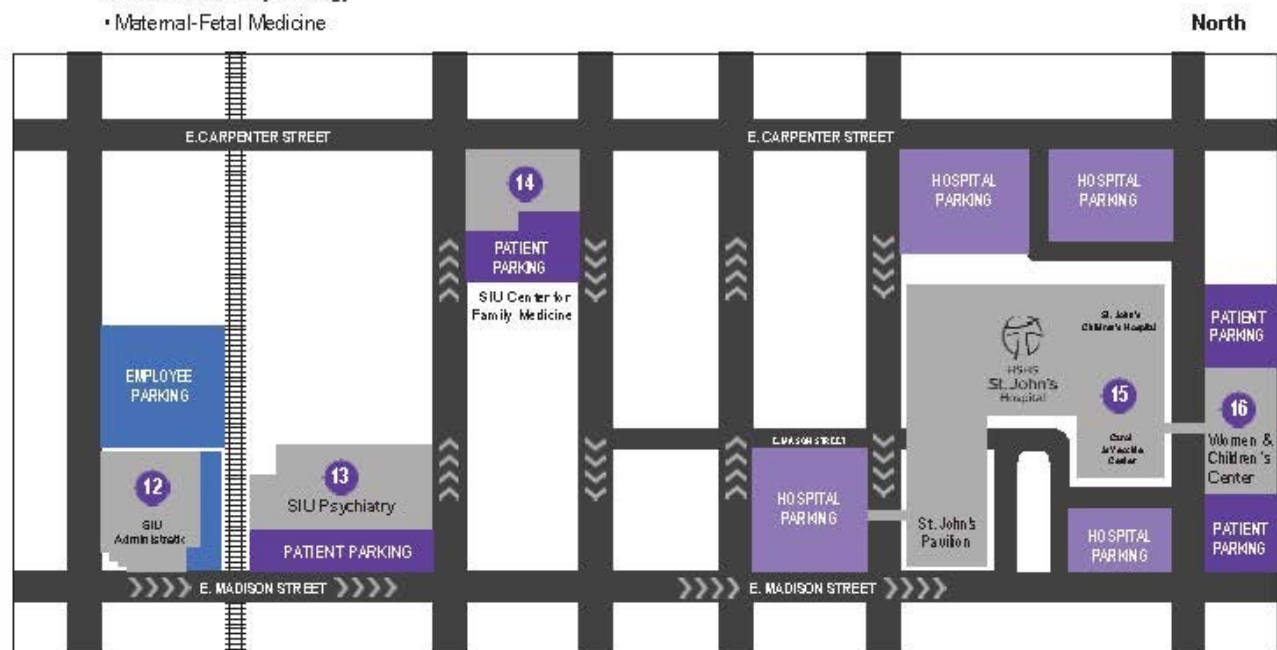 • Maternal-Fetal Medicine
North
E. CARPENTER STREET
E. CARPENTER STREET
14
PATIENT
PARKING
SIU Center for
Family Medicine
HOSPITAL
PARKING
HOSPITAL
PARKING
EMPLOYEE
PARKING
12
SIU
Administratic
13
SIU Psychiatry
PATIENT PARKING
E. MASON STREET
HOSPITAL
PARKING
HSHS
St. John's
Hospital
St. John's
Children's Hospital
15
Center
St. John's
Pavilion
HOSPITAL
PARKING
PATIENT
PARKING
16
Women &
Children's
Center
PATIENT
PARKING
E. MADISON STREET
E. MADISON STREET